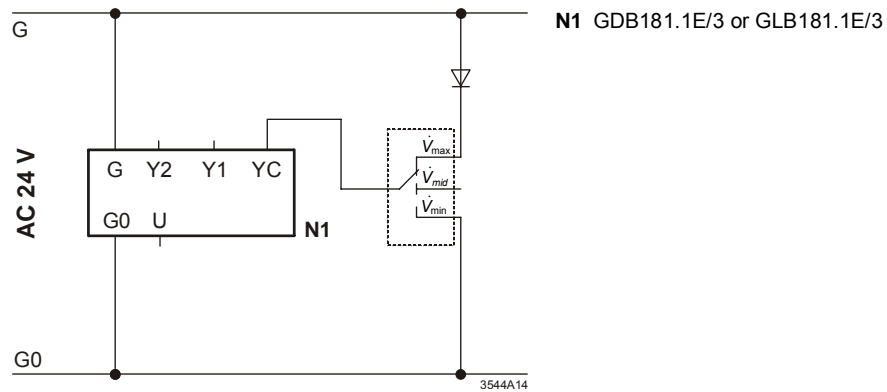 G
N1 GDB181.1E/3 or GLB181.1E/3
AC 24 V
G Y2 Y1 YC
G0 U
N1
V̇max
V̇mid
V̇min
G0
3544A14